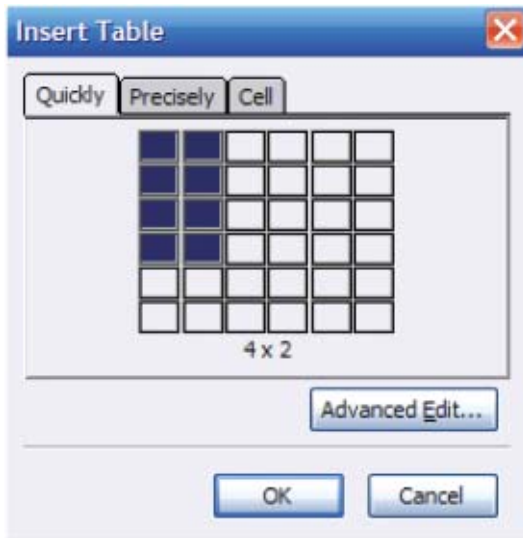 Insert Table
Quickly Precisely Cell
4 x 2
Advanced Edit...
OK Cancel